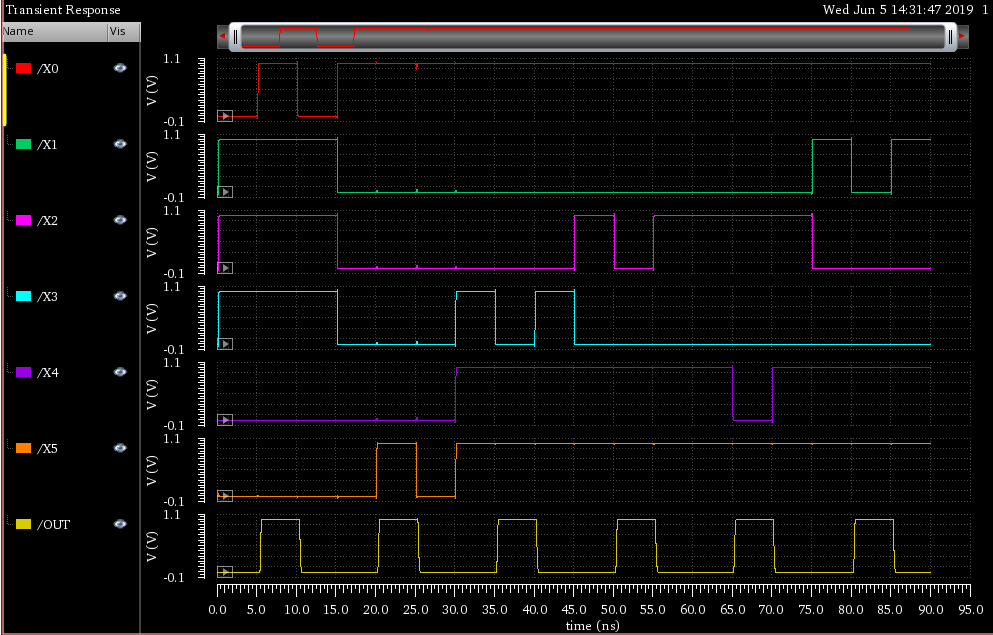 Transient Response
Wed Jun 5 14:31:47 2019 1
Name Vis
/X0
V (V)
1.1
-0.1
/X1
V (V)
1.1
-0.1
/X2
V (V)
1.1
-0.1
/X3
V (V)
1.1
-0.1
/X4
V (V)
1.1
-0.1
/X5
V (V)
1.1
-0.1
/OUT
V (V)
1.1
-0.1
0.0 5.0 10.0 15.0 20.0 25.0 30.0 35.0 40.0 45.0 50.0 55.0 60.0 65.0 70.0 75.0 80.0 85.0 90.0 95.0
time (ns)